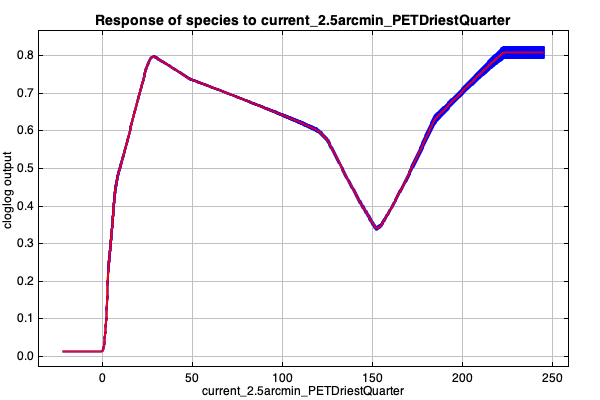 Response of species to current_2.5arcmin_PETDriestQuarter
0.8
0.7
0.6
0.5
0.4
0.3
0.2
0.1
0.0
cloglog output
0 50 100 150 200 250
current_2.5arcmin_PETDriestQuarter